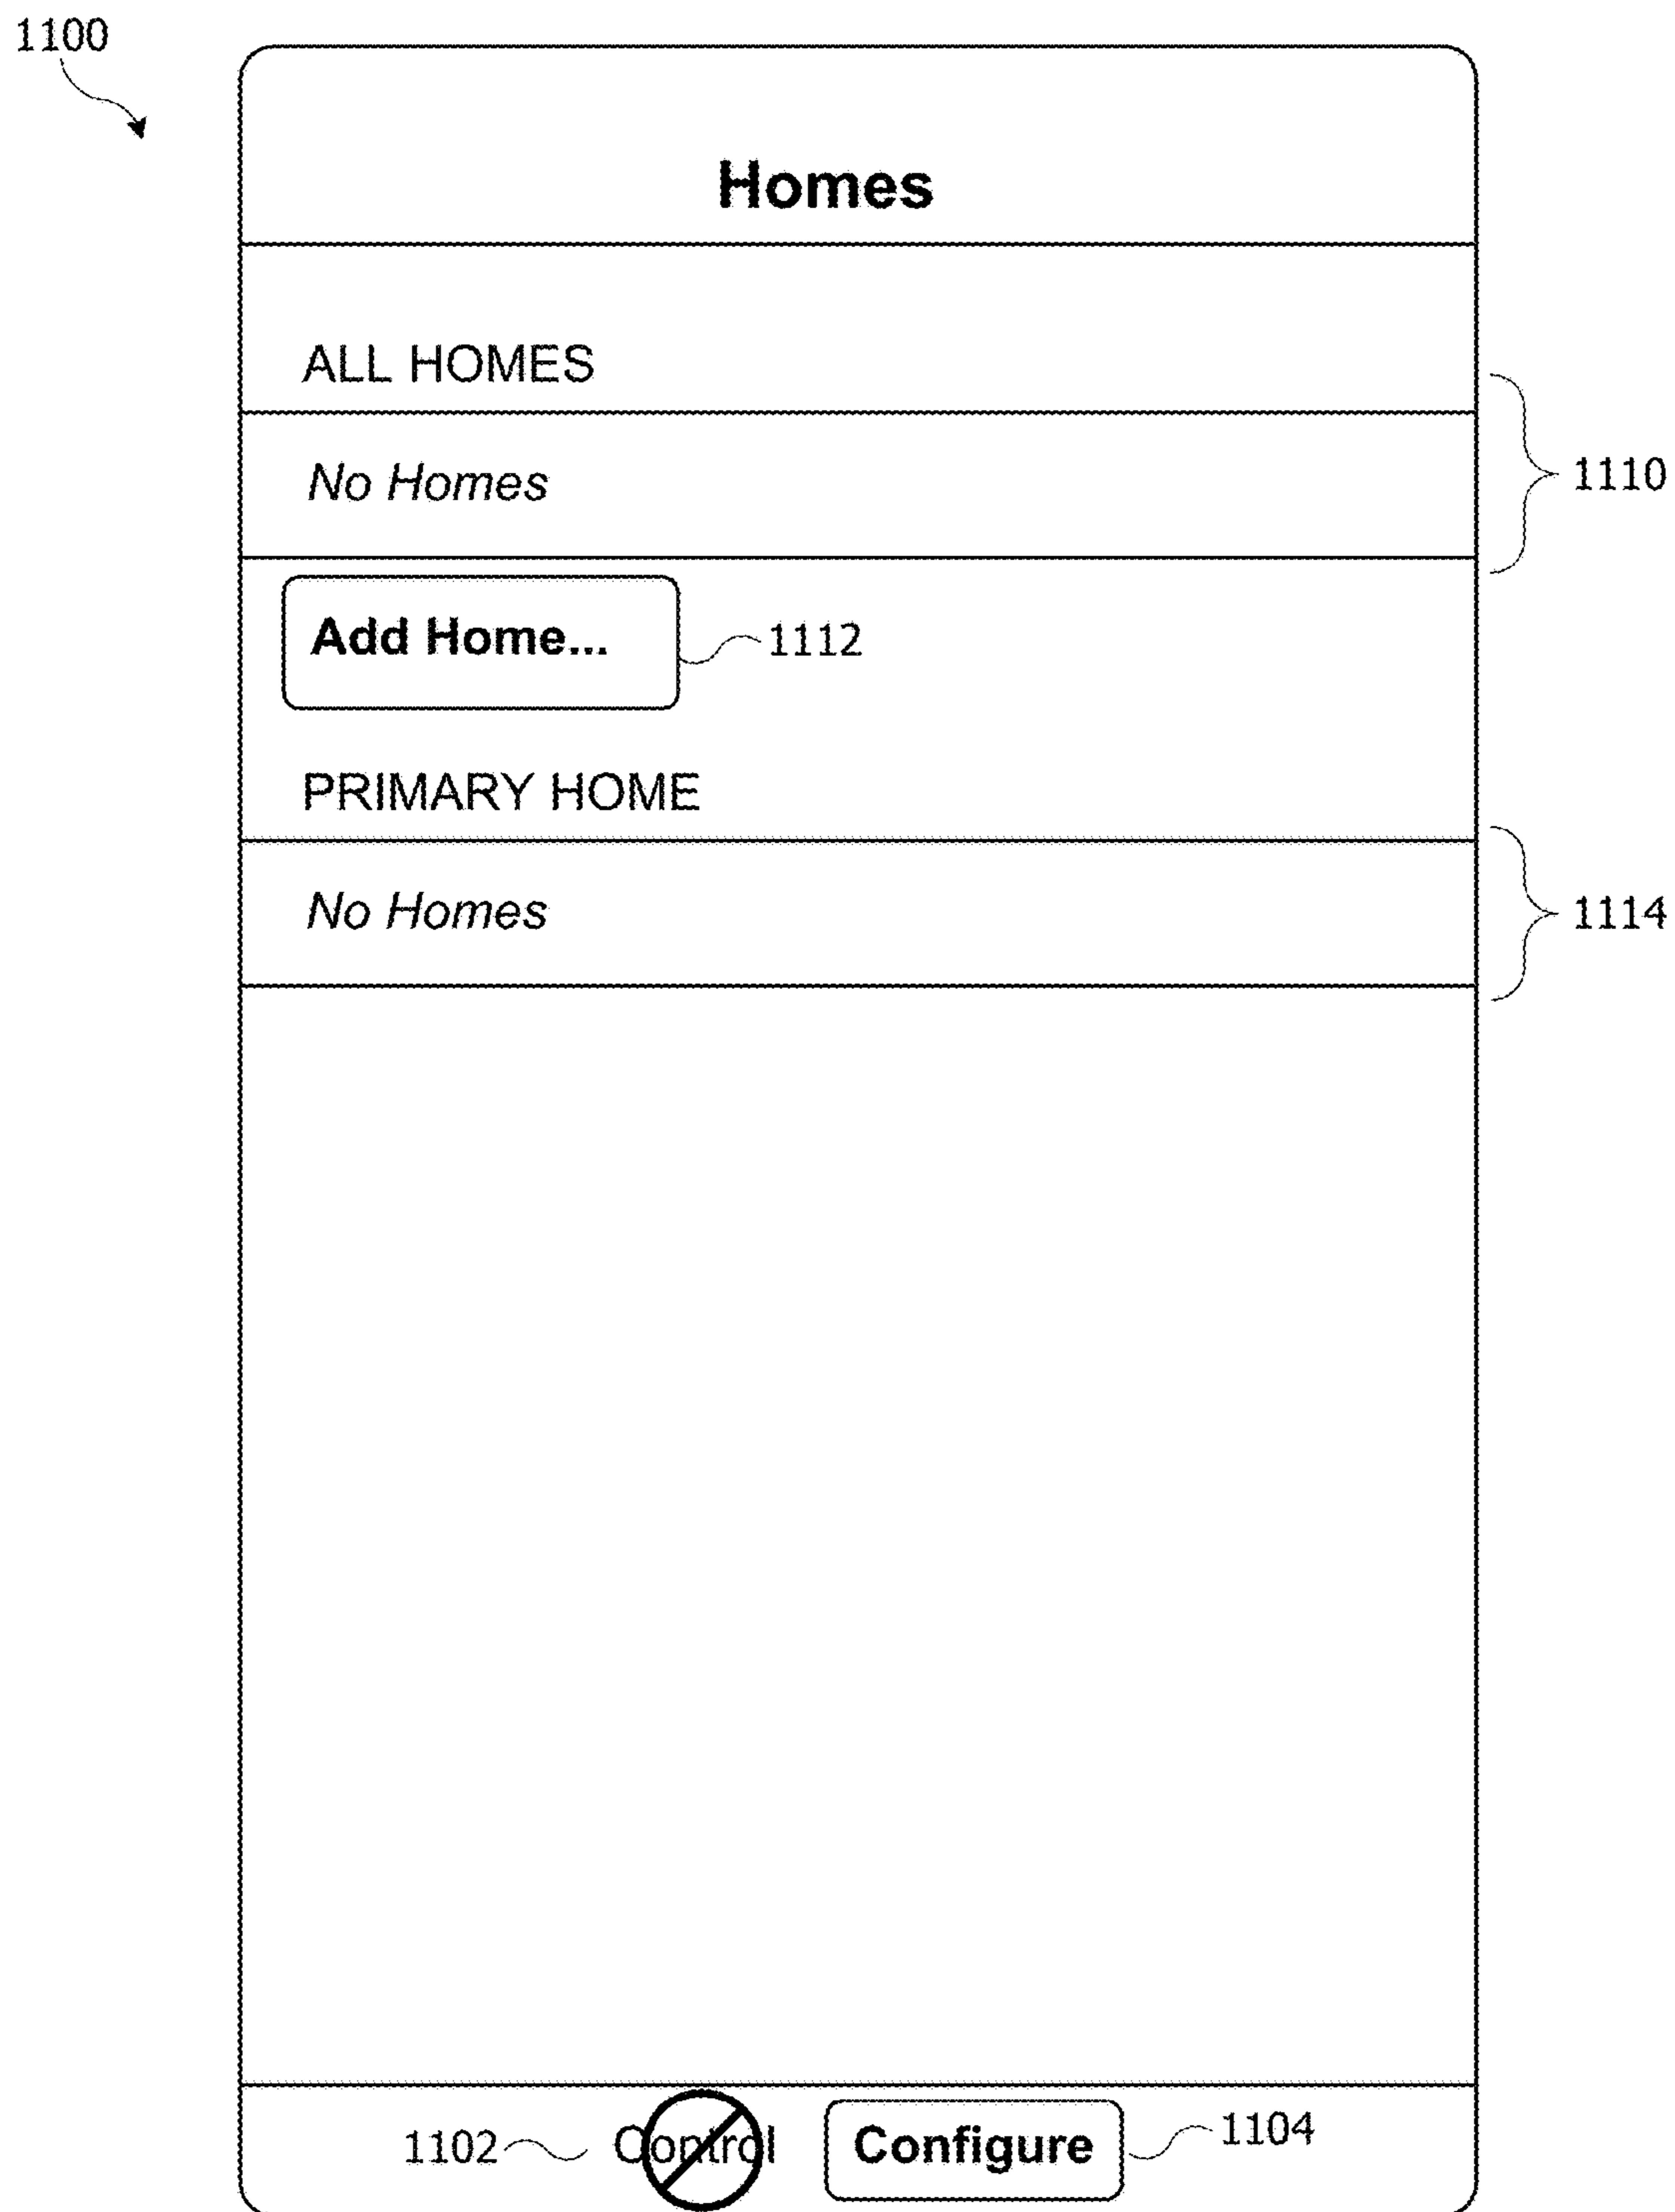 1100
Homes
ALL HOMES
No Homes
1110
Add Home...
1112
PRIMARY HOME
No Homes
1114
1102 Control Configure 1104